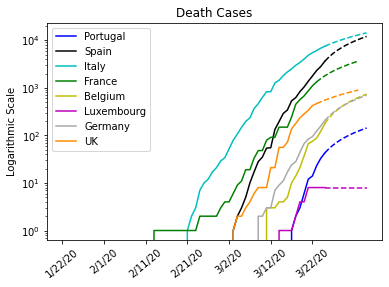 Death Cases
Logarithmic Scale
10⁴
10³
10²
10¹
10⁰
Portugal
Spain
Italy
France
Belgium
Luxembourg
Germany
UK
1/22/20
2/1/20
2/11/20
2/21/20
3/2/20
3/12/20
3/22/20